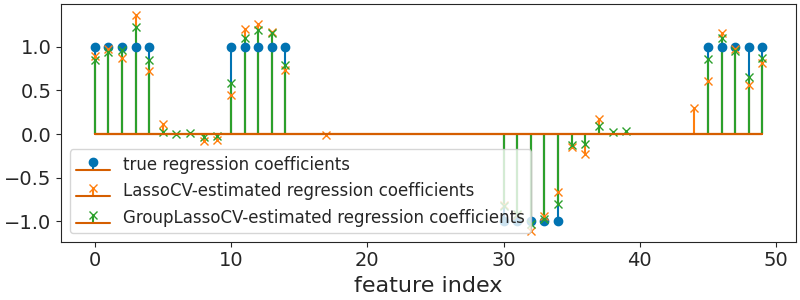 1.0
0.5
0.0
−0.5
−1.0
true regression coefficients
LassoCV-estimated regression coefficients
GroupLassoCV-estimated regression coefficients
0 10 20 30 40 50
feature index